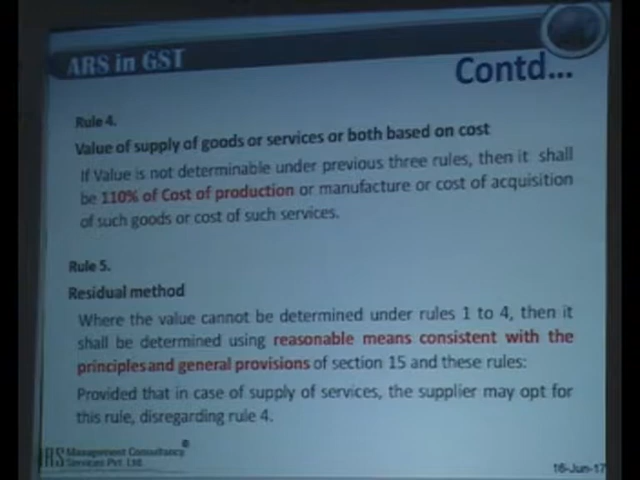 ARS in GST
Contd...
Rule 4.
Value of supply of goods or services or both based on cost
If Value is not determinable under previous three rules, then it shall
be 110% of Cost of production or manufacture or cost of acquisition
of such goods or cost of such services.
Rule 5.
Residual method
Where the value cannot be determined under rules 1 to 4, then it
shall be determined using reasonable means consistent with the
principles and general provisions of section 15 and these rules:
Provided that in case of supply of services, the supplier may opt for
this rule, disregarding rule 4.
ARS Management Consultancy
Services Pvt. Ltd.
16-Jun-17